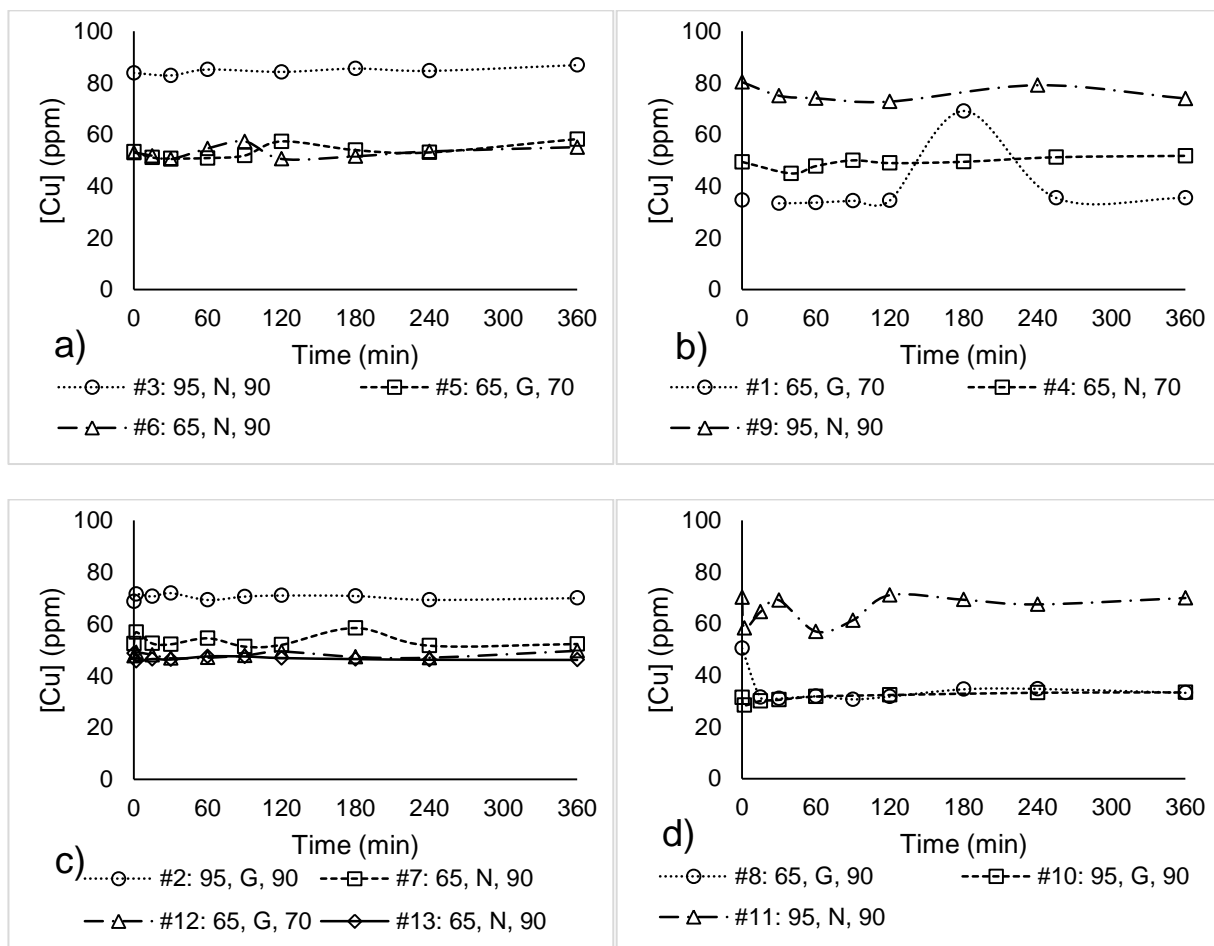 100
80
60
40
20
0
[Cu] (ppm)
0 60 120 180 240 300 360
Time (min)
a)
#3: 95, N, 90 #5: 65, G, 70
#6: 65, N, 90
100
80
60
40
20
0
[Cu] (ppm)
0 60 120 180 240 300 360
Time (min)
b)
#1: 65, G, 70 #4: 65, N, 70
#9: 95, N, 90
100
80
60
40
20
0
[Cu] (ppm)
0 60 120 180 240 300 360
Time (min)
c)
#2: 95, G, 90 #7: 65, N, 90
#12: 65, G, 70 #13: 65, N, 90
100
80
60
40
20
0
[Cu] (ppm)
0 60 120 180 240 300 360
Time (min)
d)
#8: 65, G, 90 #10: 95, G, 90
#11: 95, N, 90